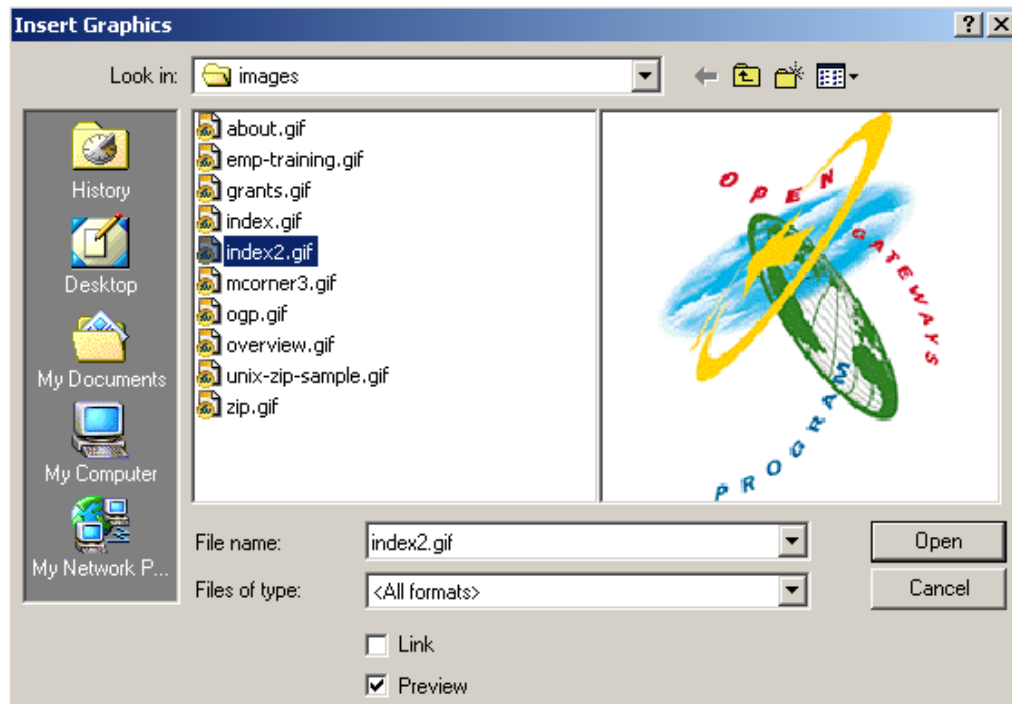 Insert Graphics
Look in: images
History
Desktop
My Documents
My Computer
My Network P...
about.gif
emp-training.gif
grants.gif
index.gif
index2.gif
mcorner3.gif
ogp.gif
overview.gif
unix-zip-sample.gif
zip.gif
OPEN
GATEWAYS
PROGRAM
File name: index2.gif Open
Files of type: <All formats> Cancel
Link
Preview